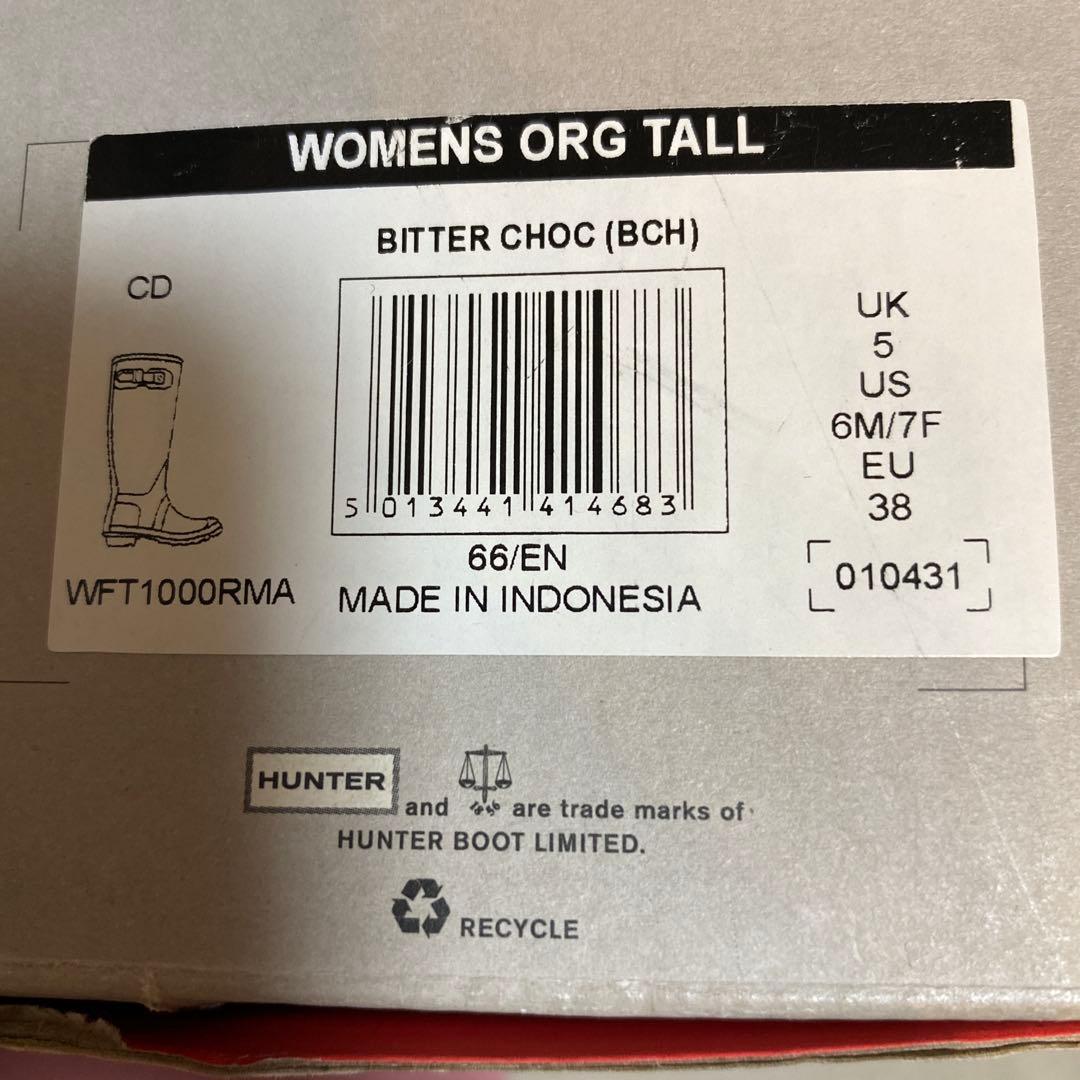 WOMENS ORG TALL
BITTER CHOC (BCH)
CD
WFT1000RMA
5 013441 414683
66/EN
MADE IN INDONESIA
UK
5
US
6M/7F
EU
38
010431
HUNTER and are trade marks of
HUNTER BOOT LIMITED.
RECYCLE